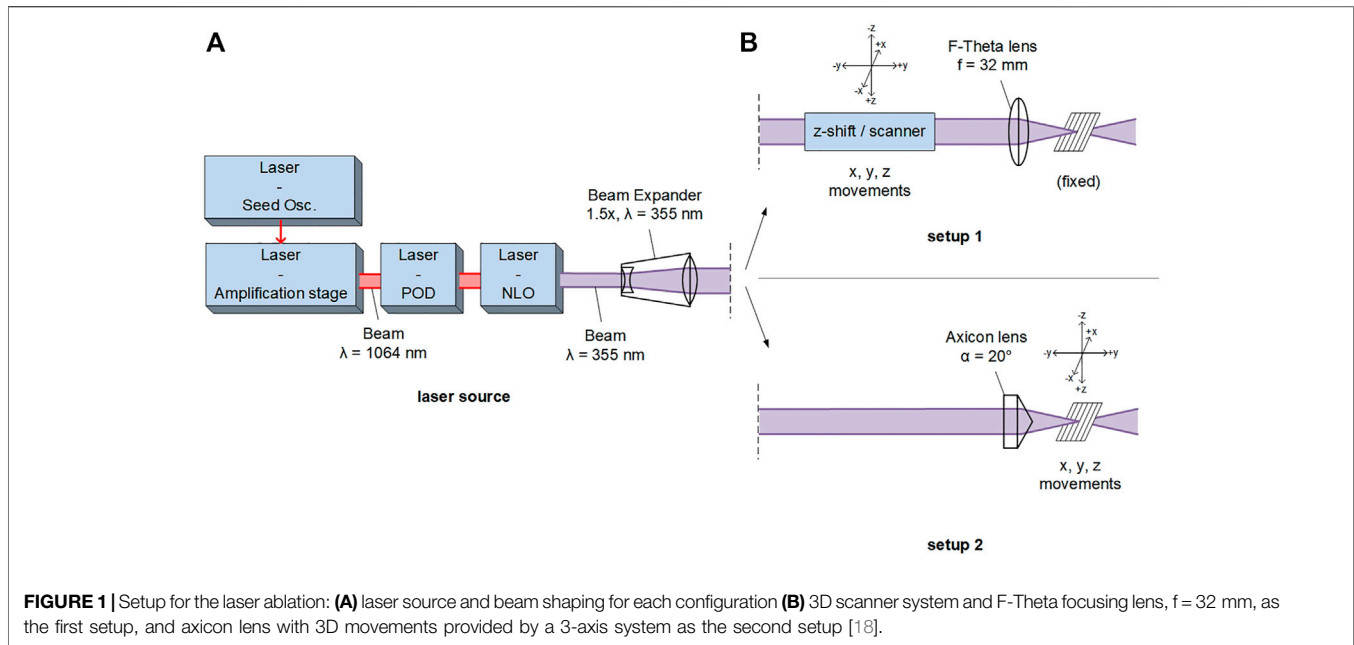 A
Laser
-
Seed Osc.
Laser
-
Amplification stage
Laser
-
POD
Laser
-
NLO
Beam
λ = 1064 nm
Beam
λ = 355 nm
Beam Expander
1.5x, λ = 355 nm
laser source
B
-z
+x
-y
+y
-x
+z
F-Theta lens
f = 32 mm
z-shift / scanner
x, y, z
movements
(fixed)
setup 1
Axicon lens
α = 20°
-z
+x
-y
+y
-x
+z
x, y, z
movements
setup 2
FIGURE 1 | Setup for the laser ablation: (A) laser source and beam shaping for each configuration (B) 3D scanner system and F-Theta focusing lens, f = 32 mm, as
the first setup, and axicon lens with 3D movements provided by a 3-axis system as the second setup [18].